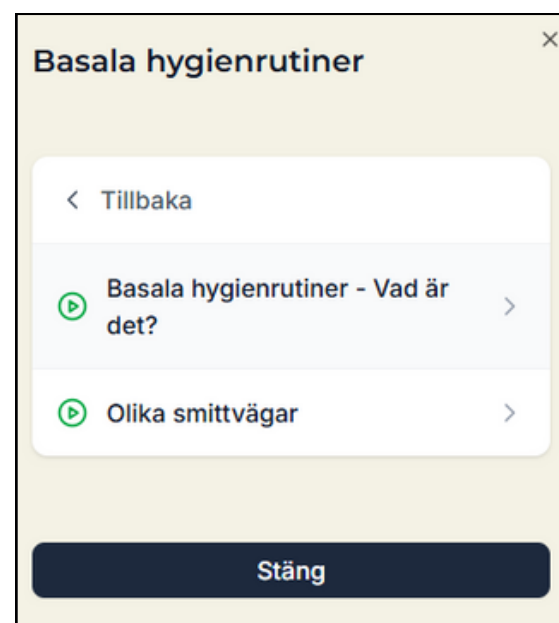 Basala hygienrutiner
Tillbaka
Basala hygienrutiner - Vad är
det?
Olika smittvägar
Stäng